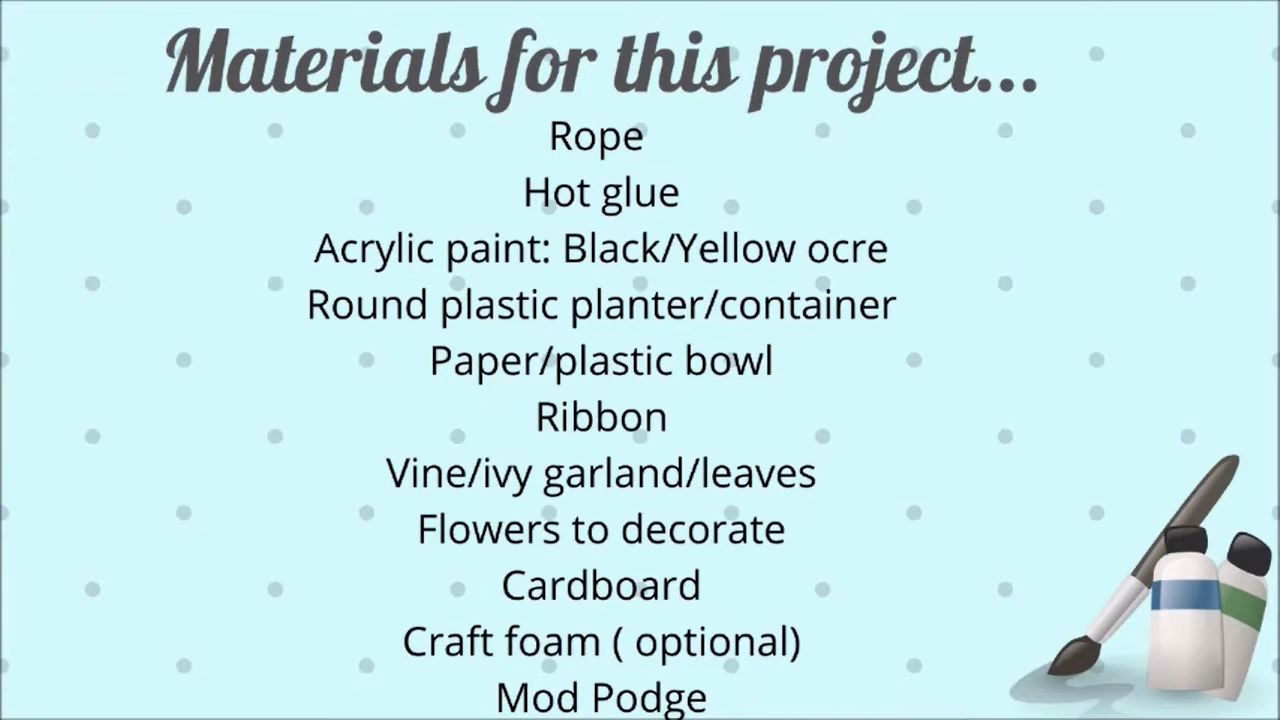 Materials for this project...
Rope
Hot glue
Acrylic paint: Black/Yellow ocre
Round plastic planter/container
Paper/plastic bowl
Ribbon
Vine/ivy garland/leaves
Flowers to decorate
Cardboard
Craft foam ( optional)
Mod Podge